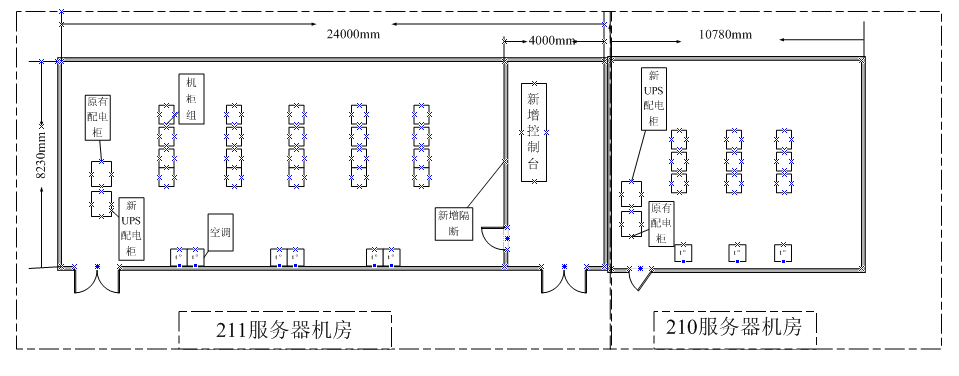 24000mm
4000mm
10780mm
8230mm
原有
配电
柜
机
柜
组
新
增
控
制
台
新
UPS
配电
柜
新
UPS
配电
柜
空调
新增隔
断
原有
配电
柜
t°
t°
t°
t°
t°
t°
t°
t°
t°
211服务器机房
210服务器机房